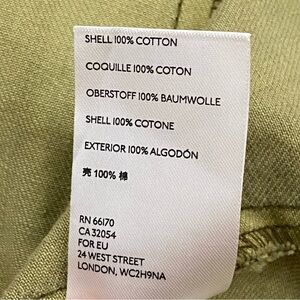 SHELL 100% COTTON
COQUILLE 100% COTON
OBERSTOFF 100% BAUMWOLLE
SHELL 100% COTONE
EXTERIOR 100% ALGODÓN
売 100% 棉
RN 66170
CA 32054
FOR EU
24 WEST STREET
LONDON, WC2H9NA